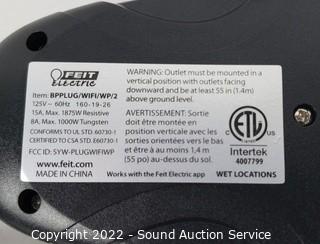 FEIT
ELECTRIC
Item: BPPLUG/WIFI/WP/2
125V ~ 60Hz 160-19-26
15A, Max. 1875W Resistive
8A, Max. 1000W Tungsten
CONFORMS TO UL STD. 60730-1
CERTIFIED TO CSA STD. E60730-1
FCC ID: SYW-PLUGWIFIWP
www.feit.com
MADE IN CHINA
WARNING: Outlet must be mounted in a
vertical position with outlets facing
downward and be at least 55 in (1.4m)
above ground level.
AVERTISSEMENT: Sortie
doit être montée en
position verticale avec les
sorties orientées vers le bas
et être à au moins 1,4 m
(55 po) au-dessus du sol.
Works with the Feit Electric app
ETL
CM
LISTED
US
Intertek
4007799
WET LOCATIONS
Copyright - 2022 - Sound Auction Service